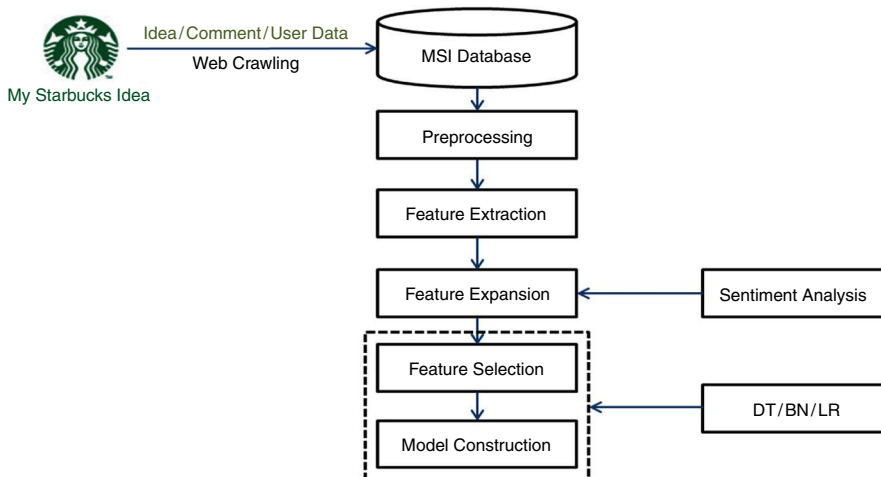 Idea/Comment/User Data
Web Crawling
My Starbucks Idea
MSI Database
Preprocessing
Feature Extraction
Feature Expansion
Sentiment Analysis
Feature Selection
DT/BN/LR
Model Construction